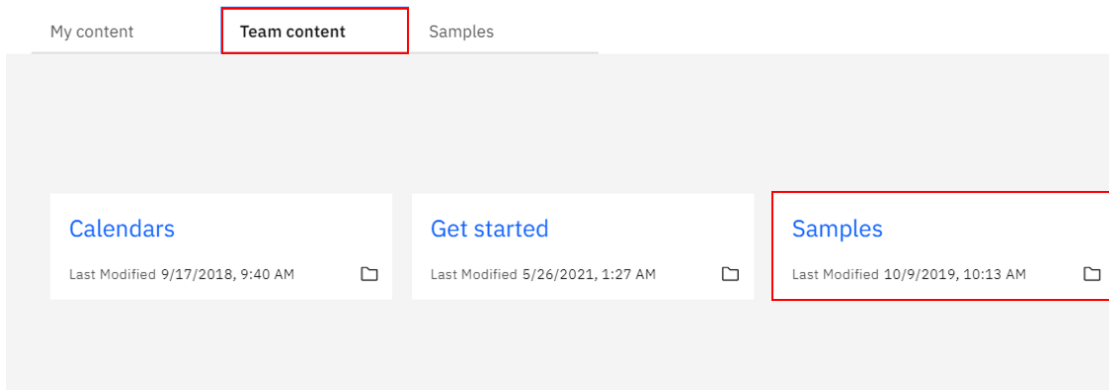 My content Team content Samples
Calendars Get started Samples
Last Modified 9/17/2018, 9:40 AM Last Modified 5/26/2021, 1:27 AM Last Modified 10/9/2019, 10:13 AM